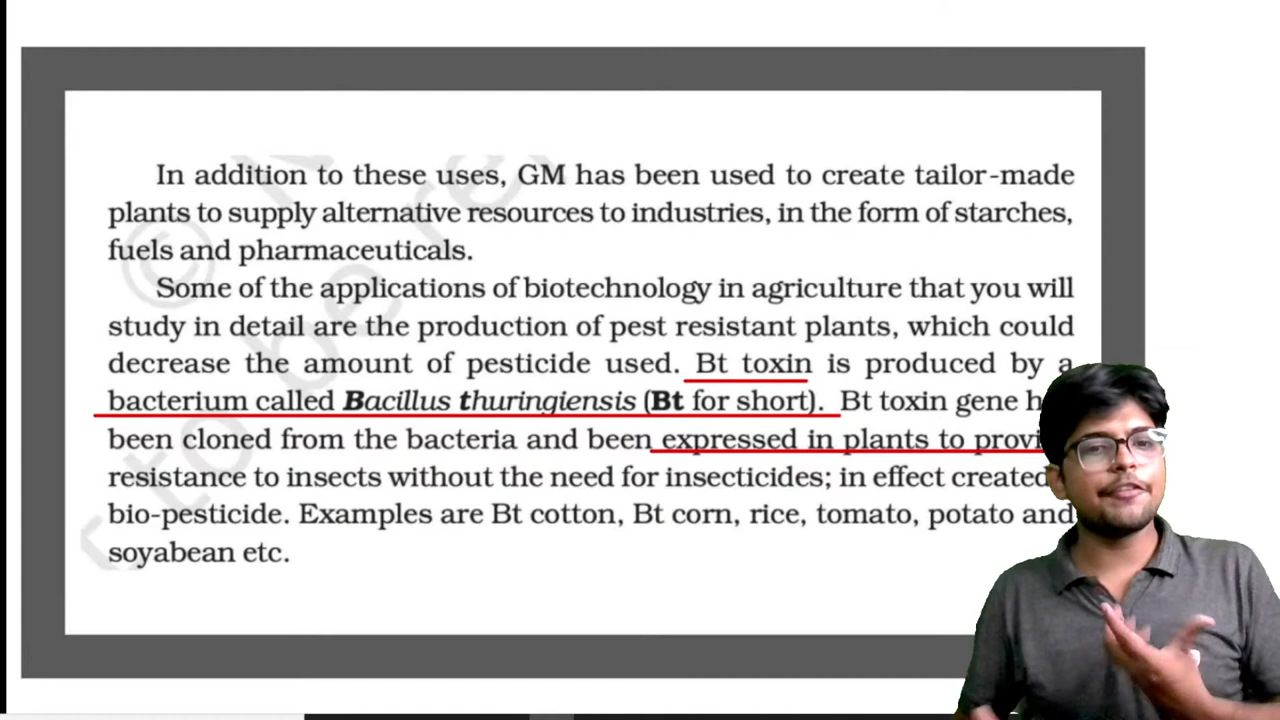 In addition to these uses, GM has been used to create tailor-made
plants to supply alternative resources to industries, in the form of starches,
fuels and pharmaceuticals.
Some of the applications of biotechnology in agriculture that you will
study in detail are the production of pest resistant plants, which could
decrease the amount of pesticide used. Bt toxin is produced by a
bacterium called Bacillus thuringiensis (Bt for short). Bt toxin gene
been cloned from the bacteria and been expressed in plants to
resistance to insects without the need for insecticides; in effect created
bio-pesticide. Examples are Bt cotton, Bt corn, rice, tomato, potato and
soyabean etc.